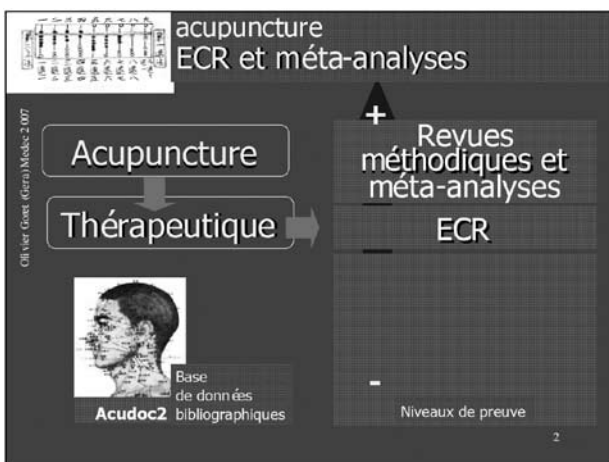 acupuncture
ECR et méta-analyses
Olivier Goret (Gera) Medec 2007
Acupuncture
Thérapeutique
+
Revues
méthodiques et
méta-analyses
ECR
-
Niveaux de preuve
Base
de données
Acudoc2 bibliographiques
2